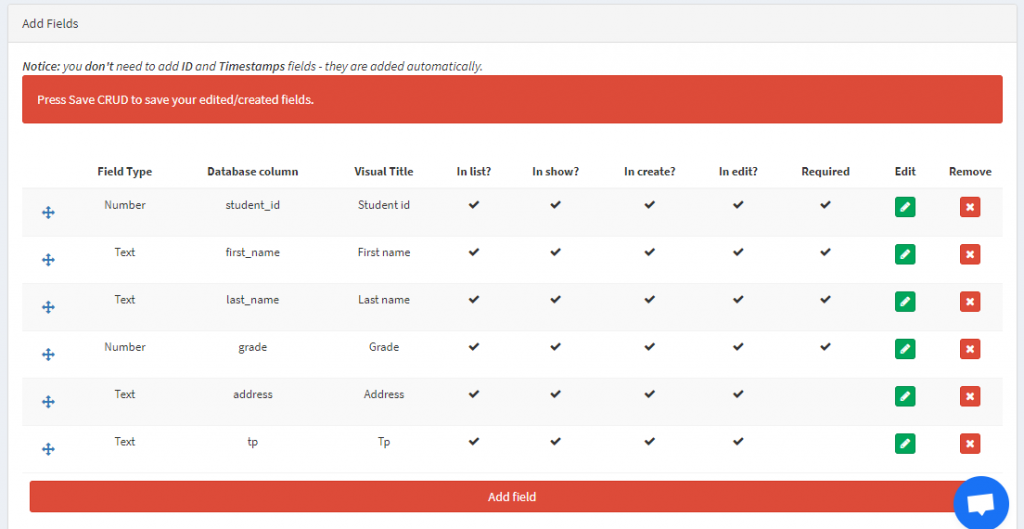 Add Fields
Notice: you don't need to add ID and Timestamps fields - they are added automatically.
Press Save CRUD to save your edited/created fields.
Field Type Database column Visual Title In list? In show? In create? In edit? Required Edit Remove
Number student_id Student id
Text first_name First name
Text last_name Last name
Number grade Grade
Text address Address
Text tp Tp
Add field